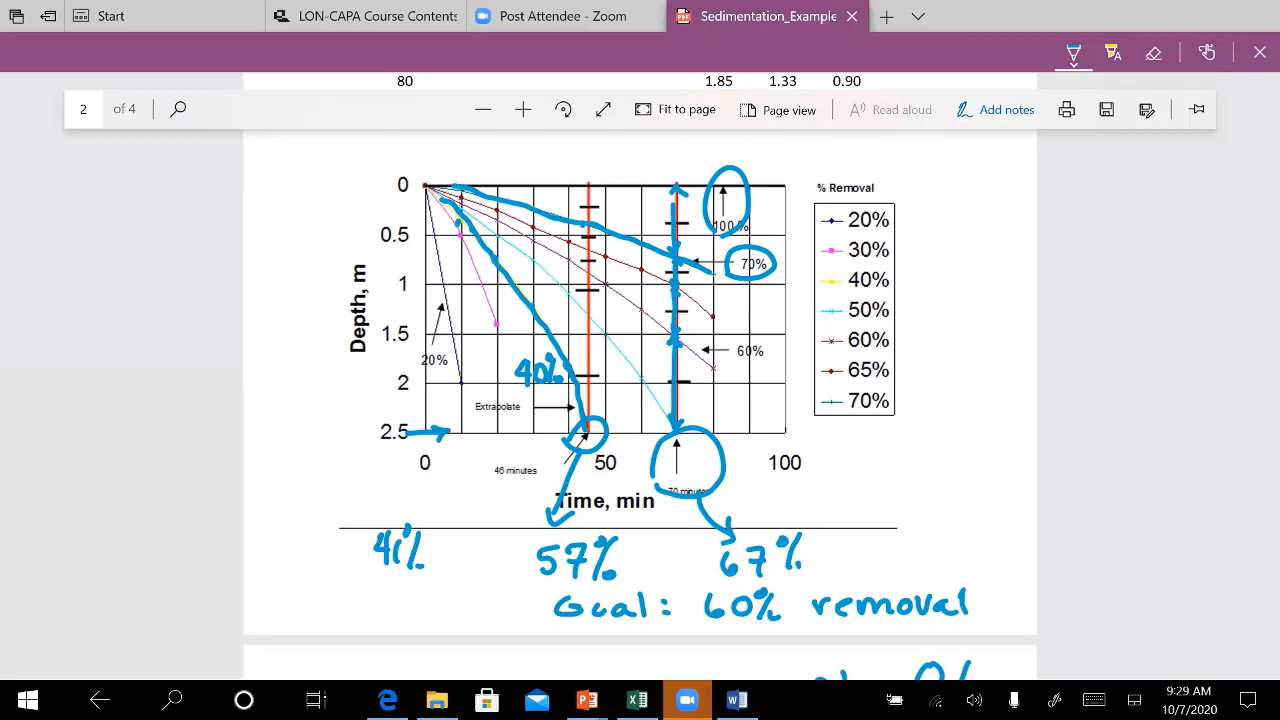 Start
LON-CAPA Course Contents
Post Attendee - Zoom
Sedimentation_Example
80 1.85 1.33 0.90
2 of 4
Fit to page
Page view
Read aloud
Add notes
% Removal
0
0.5
1
1.5
2
2.5
Depth, m
100 %
70%
60%
20%
40%
Extrapolate
20%
30%
40%
50%
60%
65%
70%
0 50 100
46 minutes
70 minutes
Time, min
41% 57% 67%
Goal: 60% removal
9:29 AM
10/7/2020